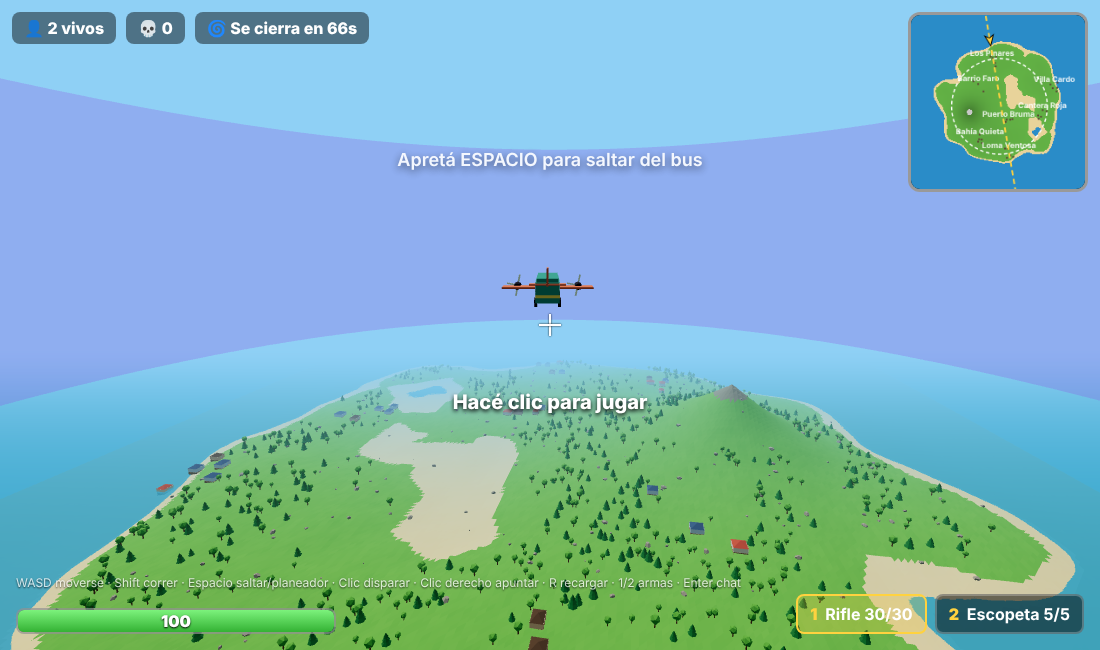 2 vivos
0
Se cierra en 66s
Los Pinares
Barrio Faro
Villa Cardo
Cantera Roja
Puerto Bruma
Bahía Quieta
Loma Ventosa
Apretá ESPACIO para saltar del bus
Hacé clic para jugar
WASD moverse · Shift correr · Espacio saltar/planeador · Clic disparar · Clic derecho apuntar · R recargar · 1/2 armas · Enter chat
100
1 Rifle 30/30
2 Escopeta 5/5